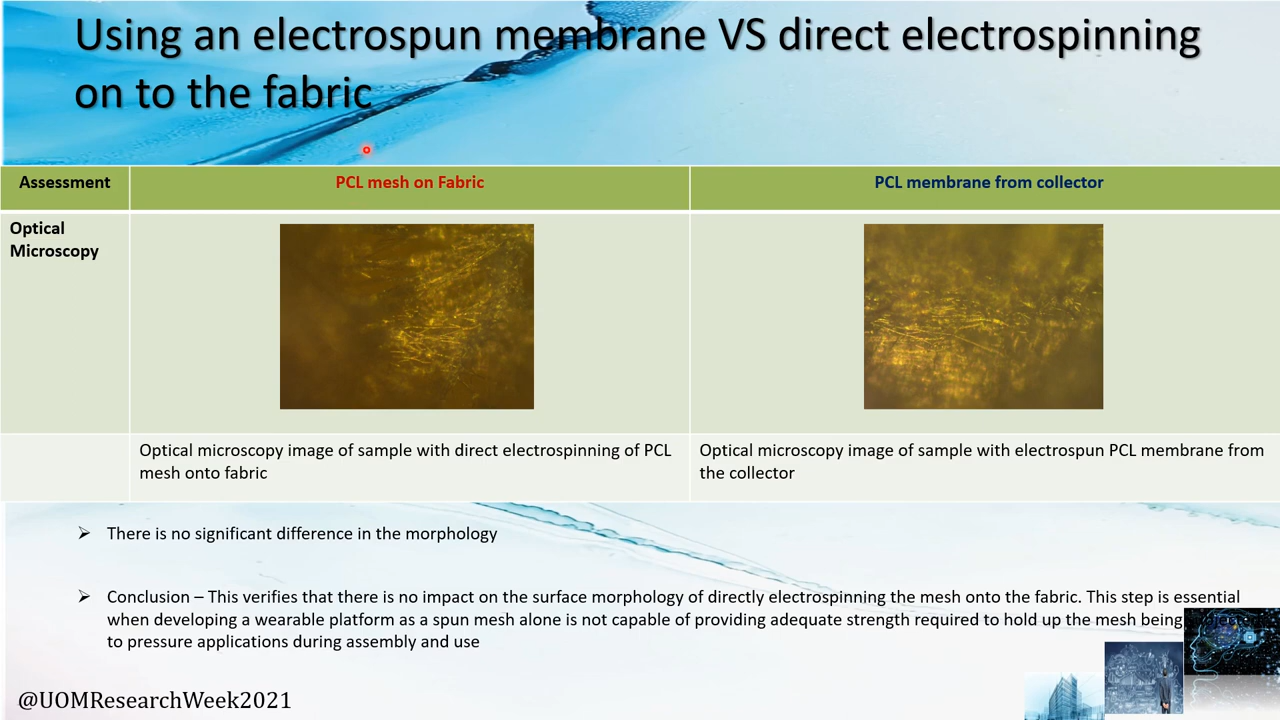 Using an electrospun membrane VS direct electrospinning
on to the fabric
Assessment
PCL mesh on Fabric
PCL membrane from collector
Optical
Microscopy
Optical microscopy image of sample with direct electrospinning of PCL
mesh onto fabric
Optical microscopy image of sample with electrospun PCL membrane from
the collector
➢ There is no significant difference in the morphology
➢ Conclusion – This verifies that there is no impact on the surface morphology of directly electrospinning the mesh onto the fabric. This step is essential
when developing a wearable platform as a spun mesh alone is not capable of providing adequate strength required to hold up the mesh being
to pressure applications during assembly and use
@UOMResearchWeek2021